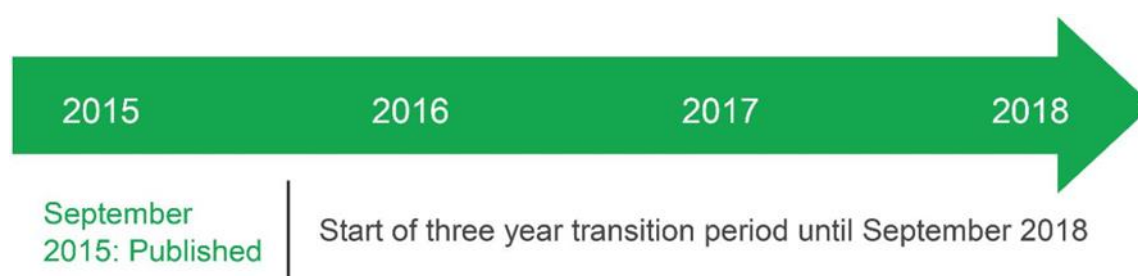 2015 2016 2017 2018
September
2015: Published
Start of three year transition period until September 2018